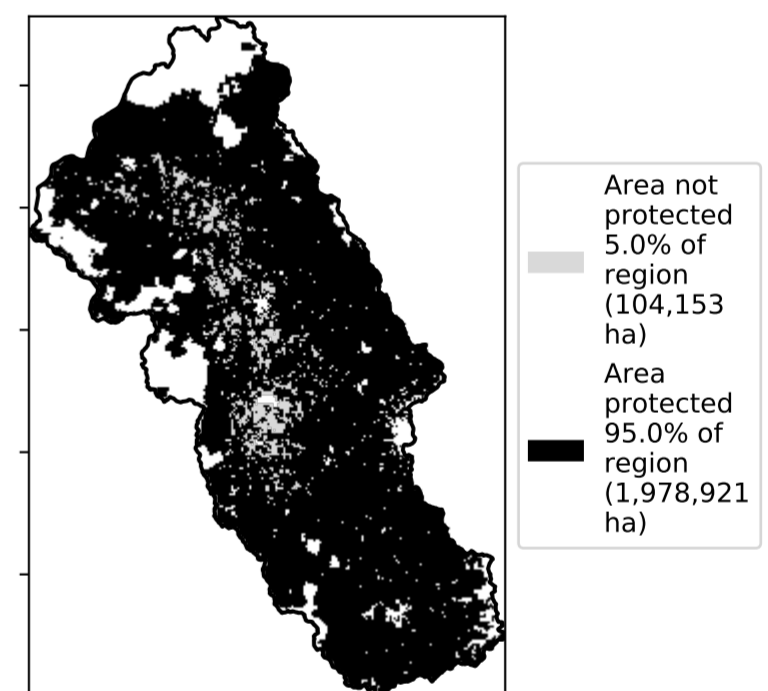 Area not
protected
5.0% of
region
(104,153
ha)
Area
protected
95.0% of
region
(1,978,921
ha)